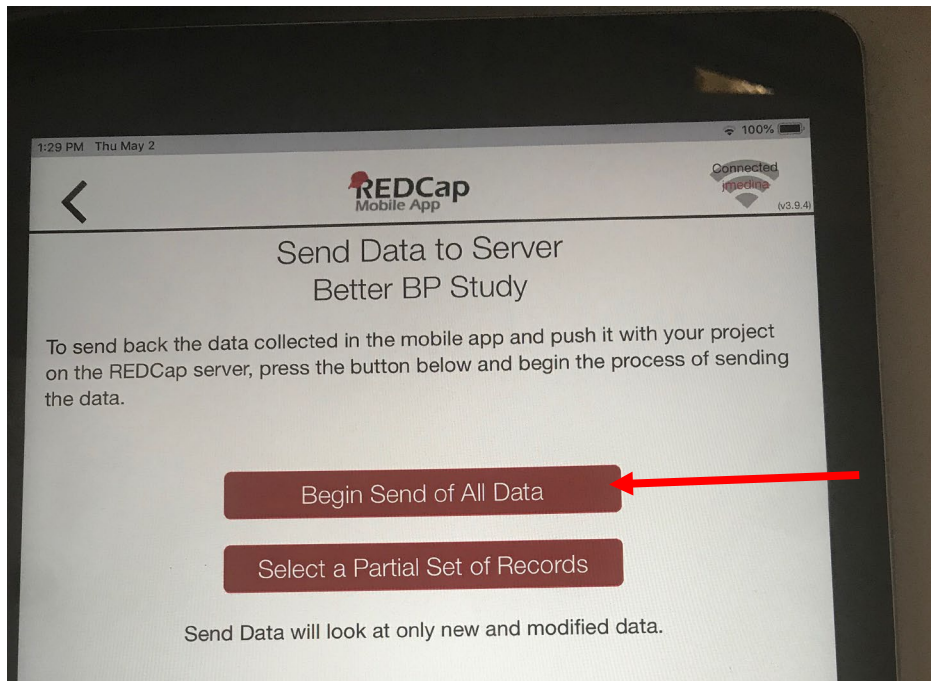 1:29 PM Thu May 2
100%
REDCap
Mobile App
Connected
jmedina
(v3.9.4)
Send Data to Server
Better BP Study
To send back the data collected in the mobile app and push it with your project
on the REDCap server, press the button below and begin the process of sending
the data.
Begin Send of All Data
Select a Partial Set of Records
Send Data will look at only new and modified data.